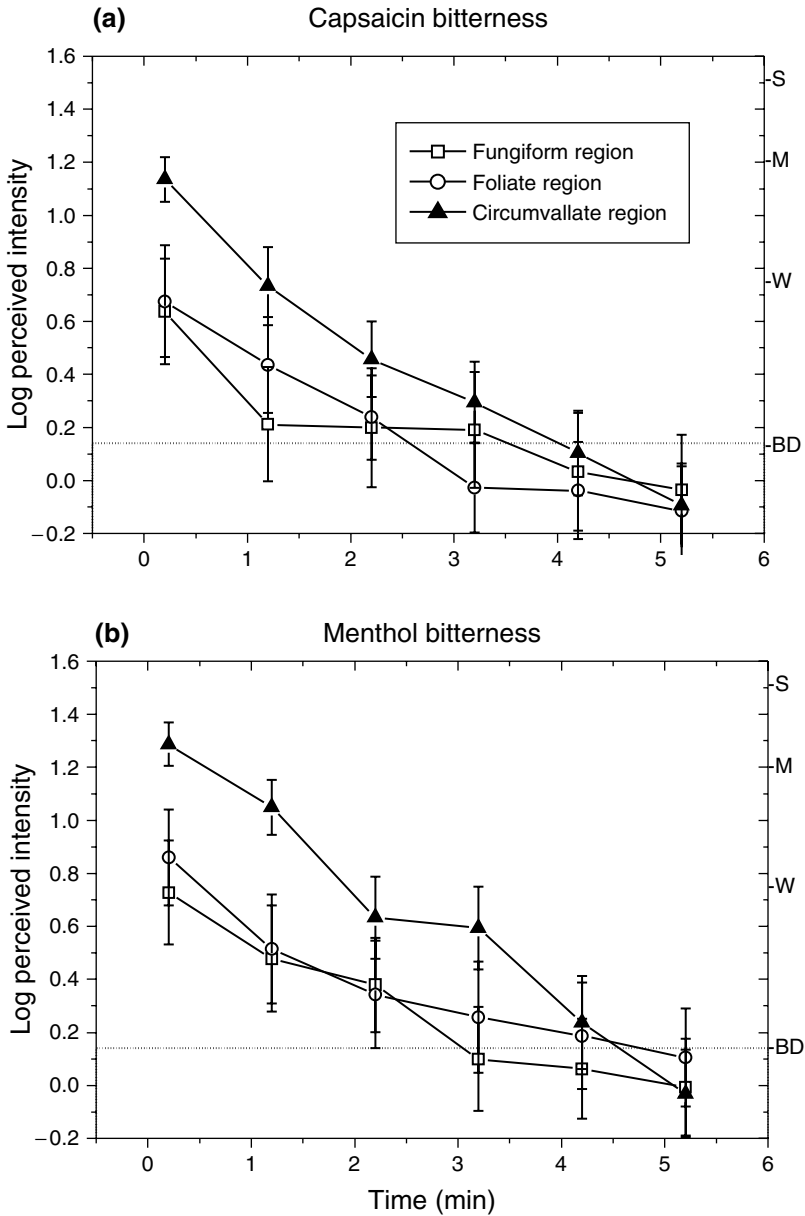 (a) Capsaicin bitterness
1.6
1.4
1.2
1.0
0.8
0.6
0.4
0.2
0.0
−0.2
Log perceived intensity
Fungiform region
Foliate region
Circumvallate region
-S
-M
-W
-BD
0 1 2 3 4 5 6
(b) Menthol bitterness
1.6
1.4
1.2
1.0
0.8
0.6
0.4
0.2
0.0
−0.2
Log perceived intensity
-S
-M
-W
-BD
0 1 2 3 4 5 6
Time (min)